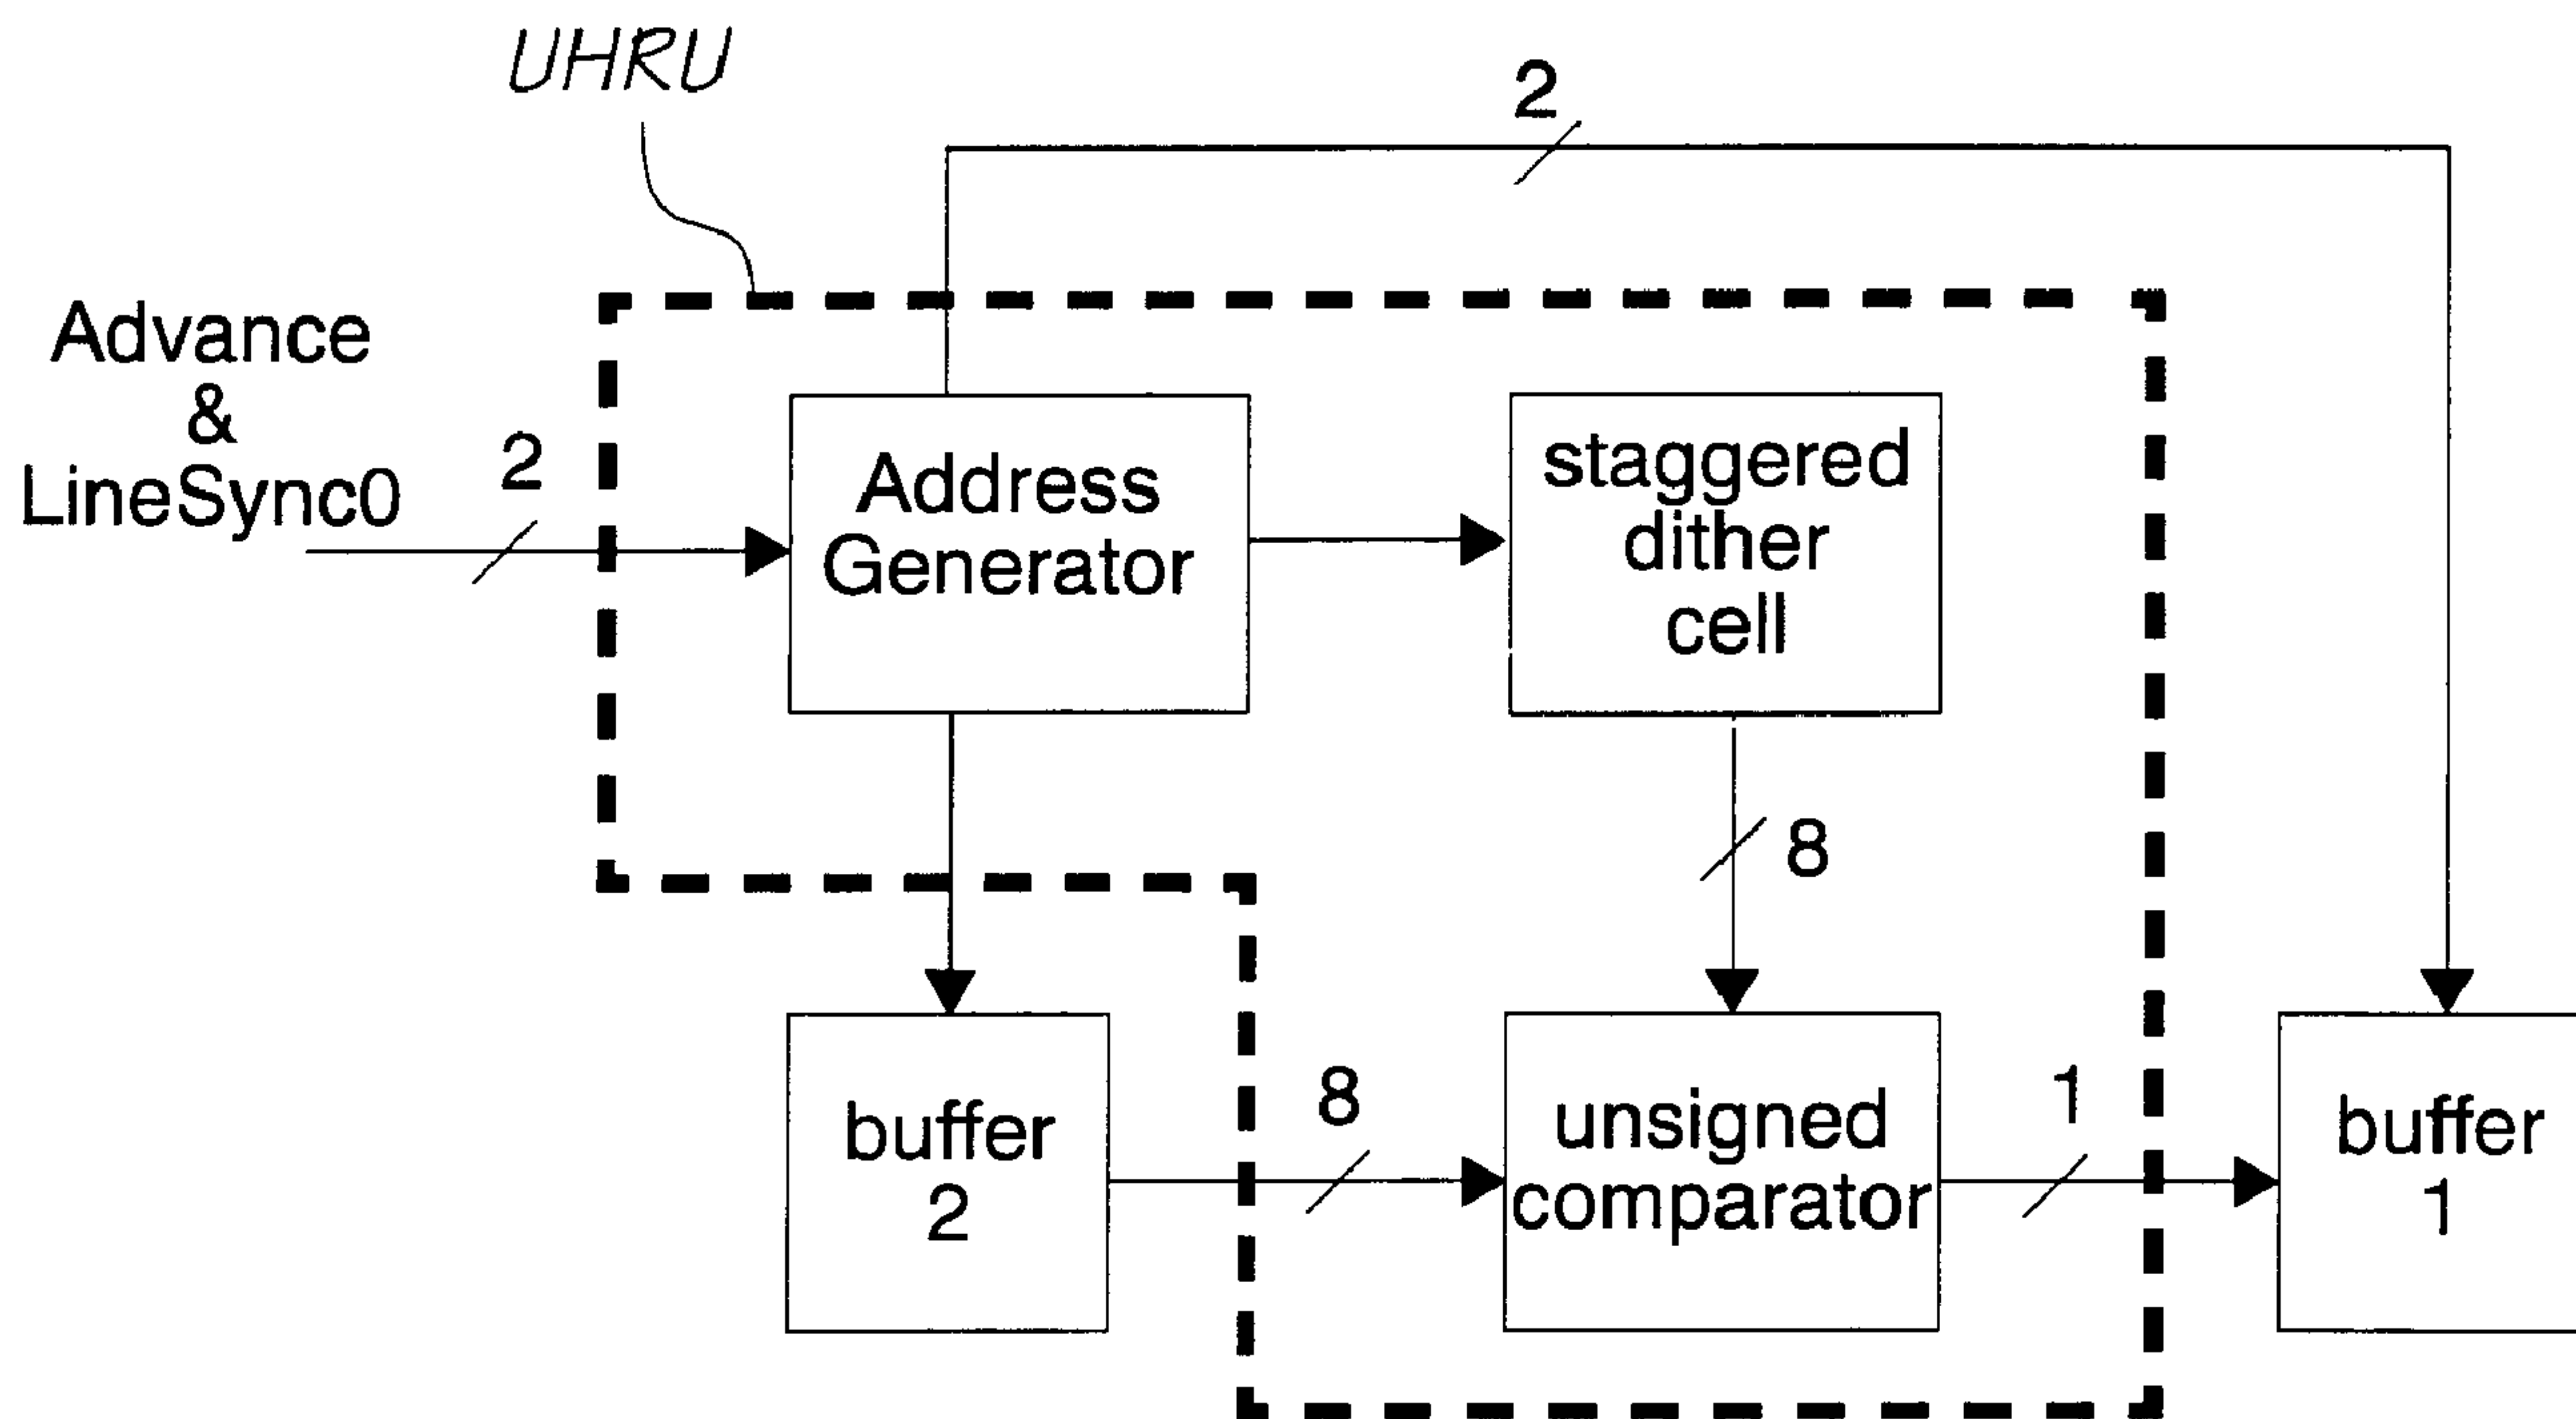 UHRU
2
Advance
&
LineSync0
2
Address
Generator
staggered
dither
cell
8
buffer
2
8
unsigned
comparator
1
buffer
1